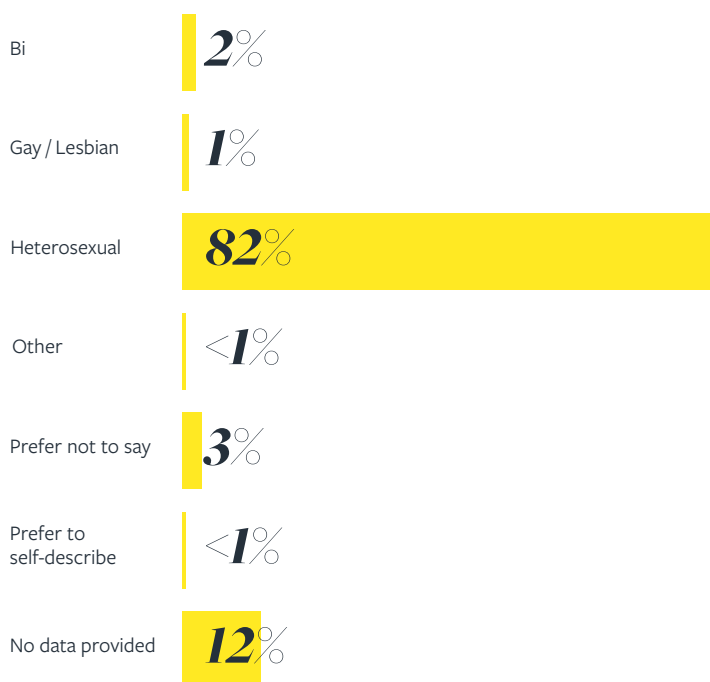 Bi
2%
Gay / Lesbian
1%
Heterosexual
82%
Other
<1%
Prefer not to say
3%
Prefer to
self-describe
<1%
No data provided
12%